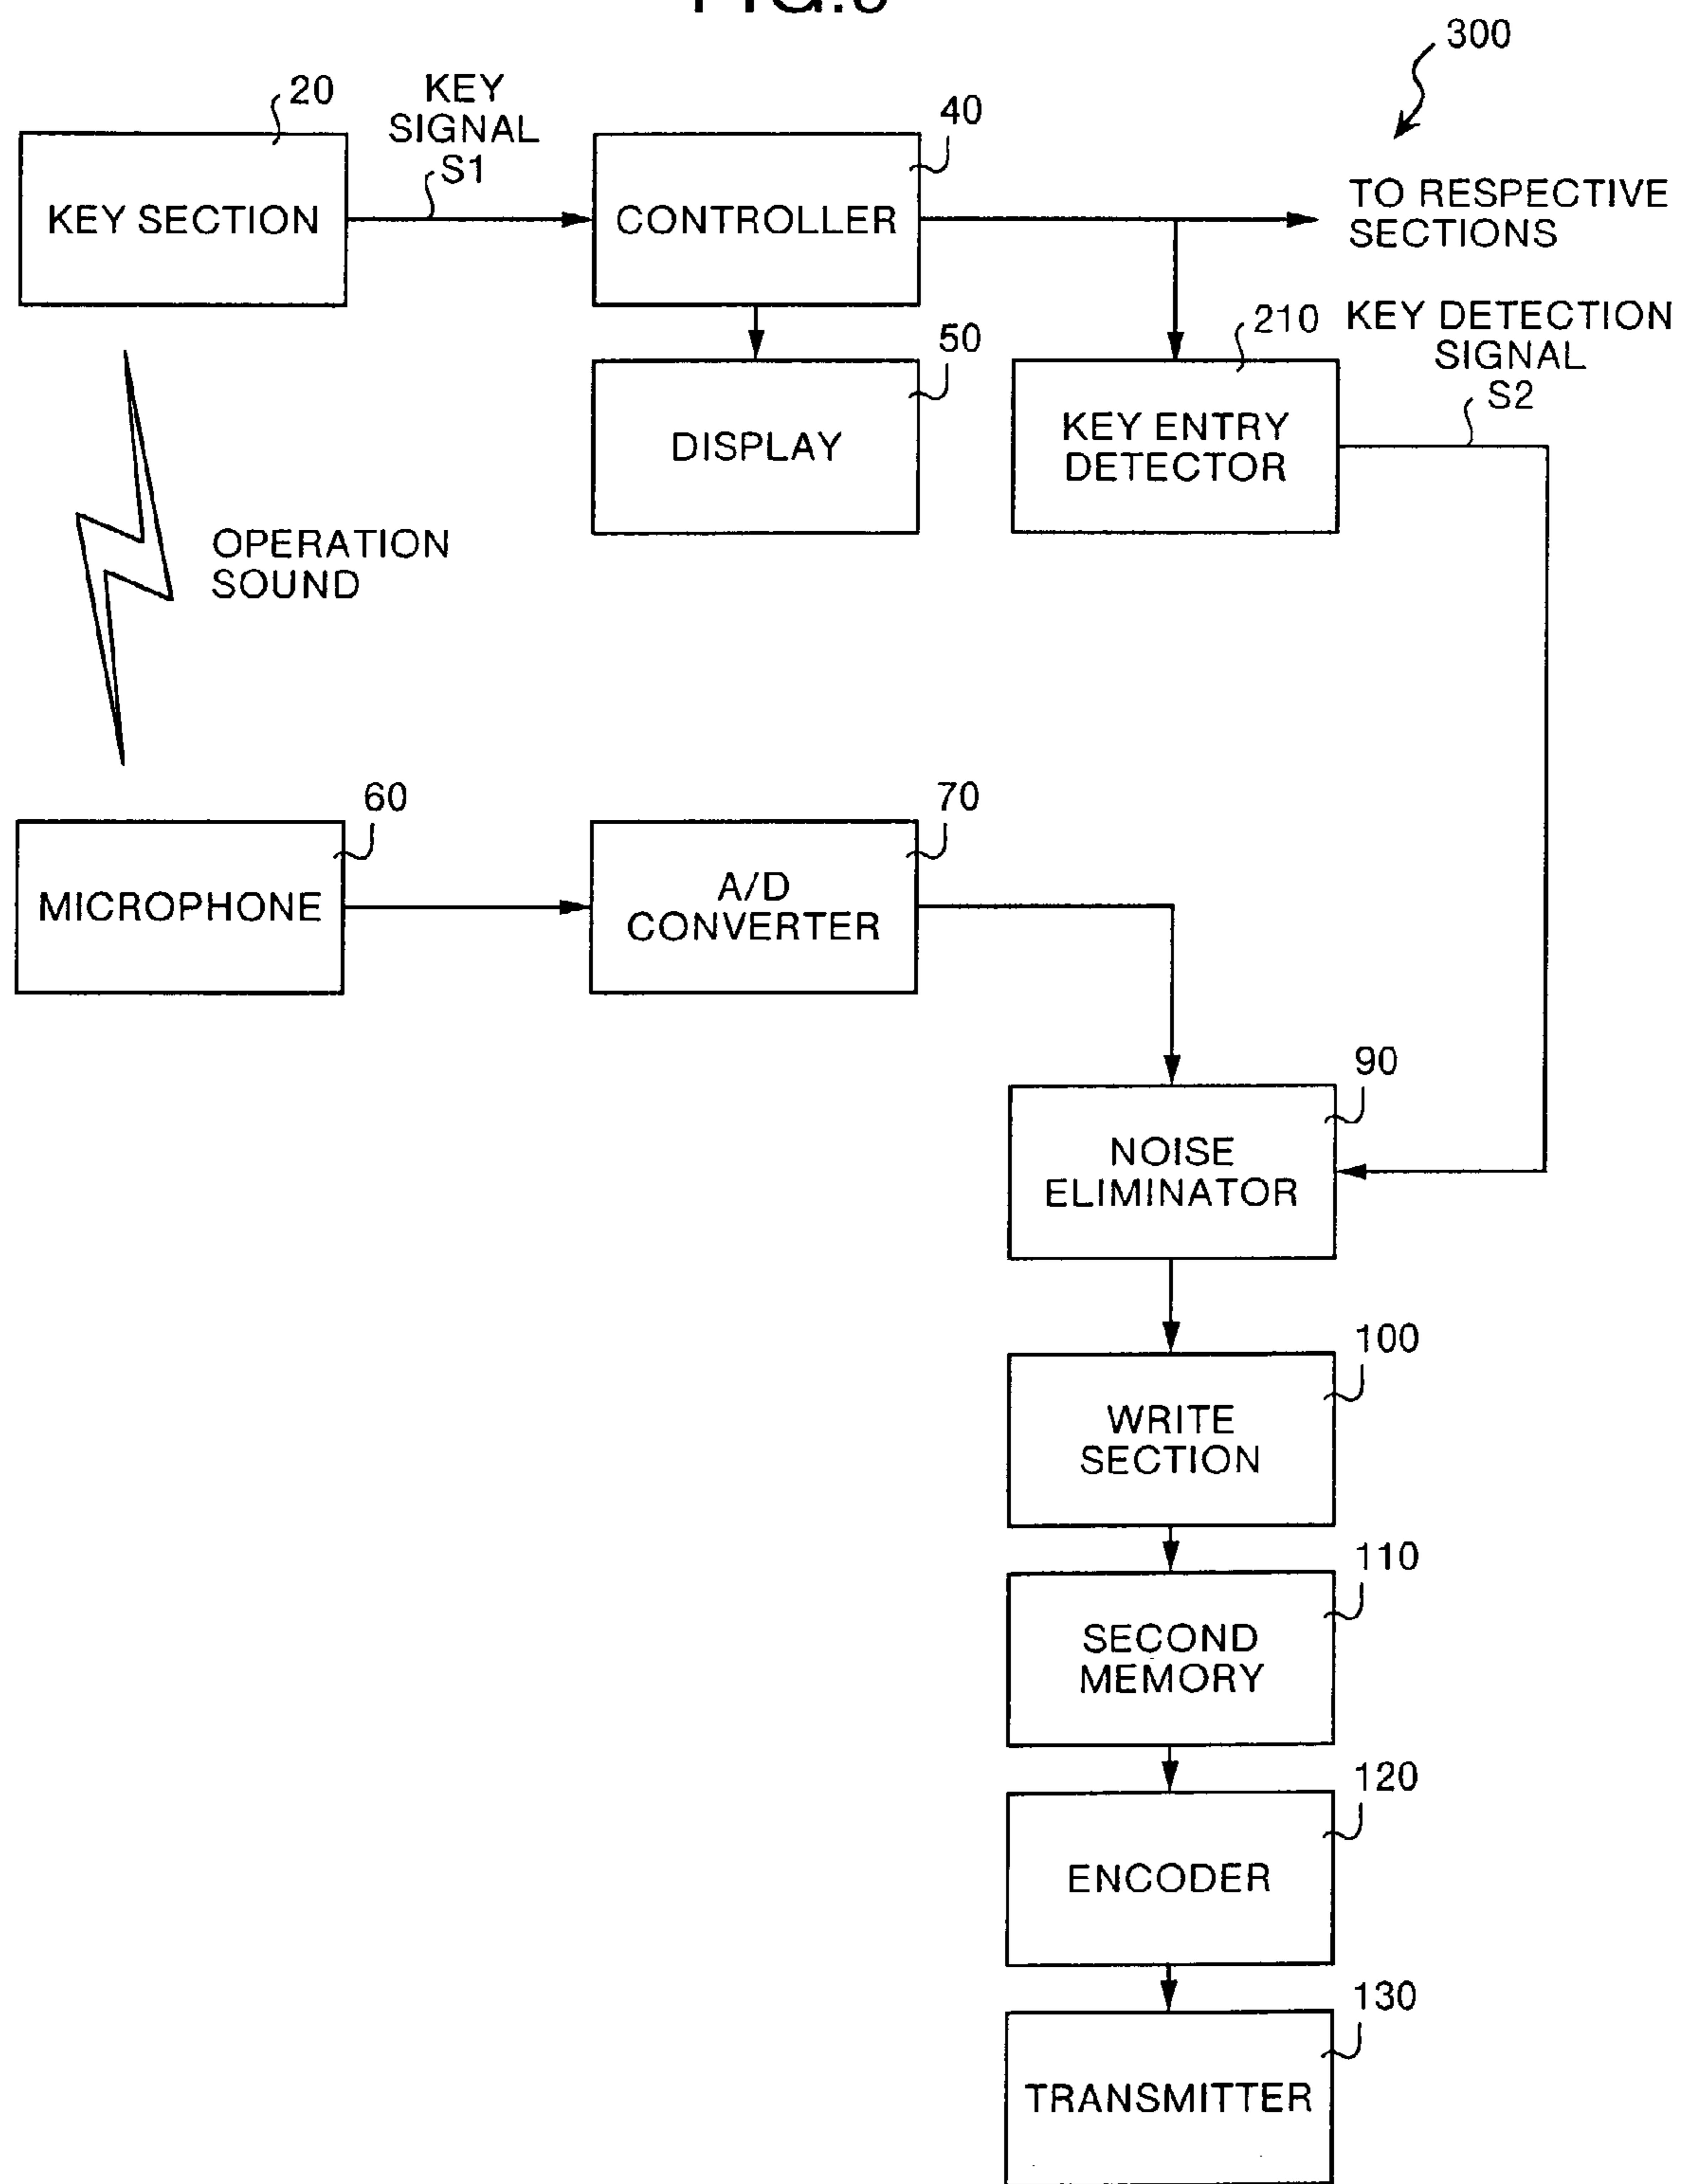 300
20
KEY
SIGNAL
S1
40
KEY SECTION
CONTROLLER
TO RESPECTIVE
SECTIONS
50
DISPLAY
210
KEY DETECTION
SIGNAL
S2
KEY ENTRY
DETECTOR
OPERATION
SOUND
60
MICROPHONE
70
A/D
CONVERTER
90
NOISE
ELIMINATOR
100
WRITE
SECTION
110
SECOND
MEMORY
120
ENCODER
130
TRANSMITTER